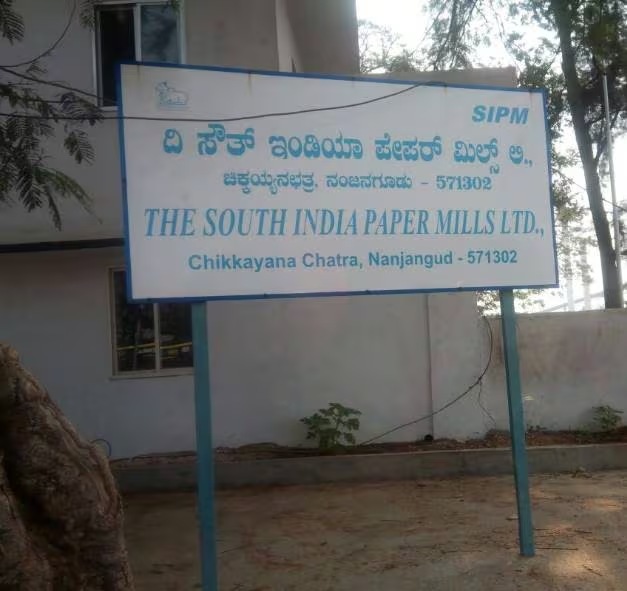 SIPM
ದಿ ಸೌತ್ ಇಂಡಿಯಾ ಪೇಪರ್ ಮಿಲ್ಸ್ ಲಿ.,
ಚಿಕ್ಕಯ್ಯನಛತ್ರ, ನಂಜನಗೂಡು - 571302
THE SOUTH INDIA PAPER MILLS LTD.,
Chikkayana Chatra, Nanjangud - 571302